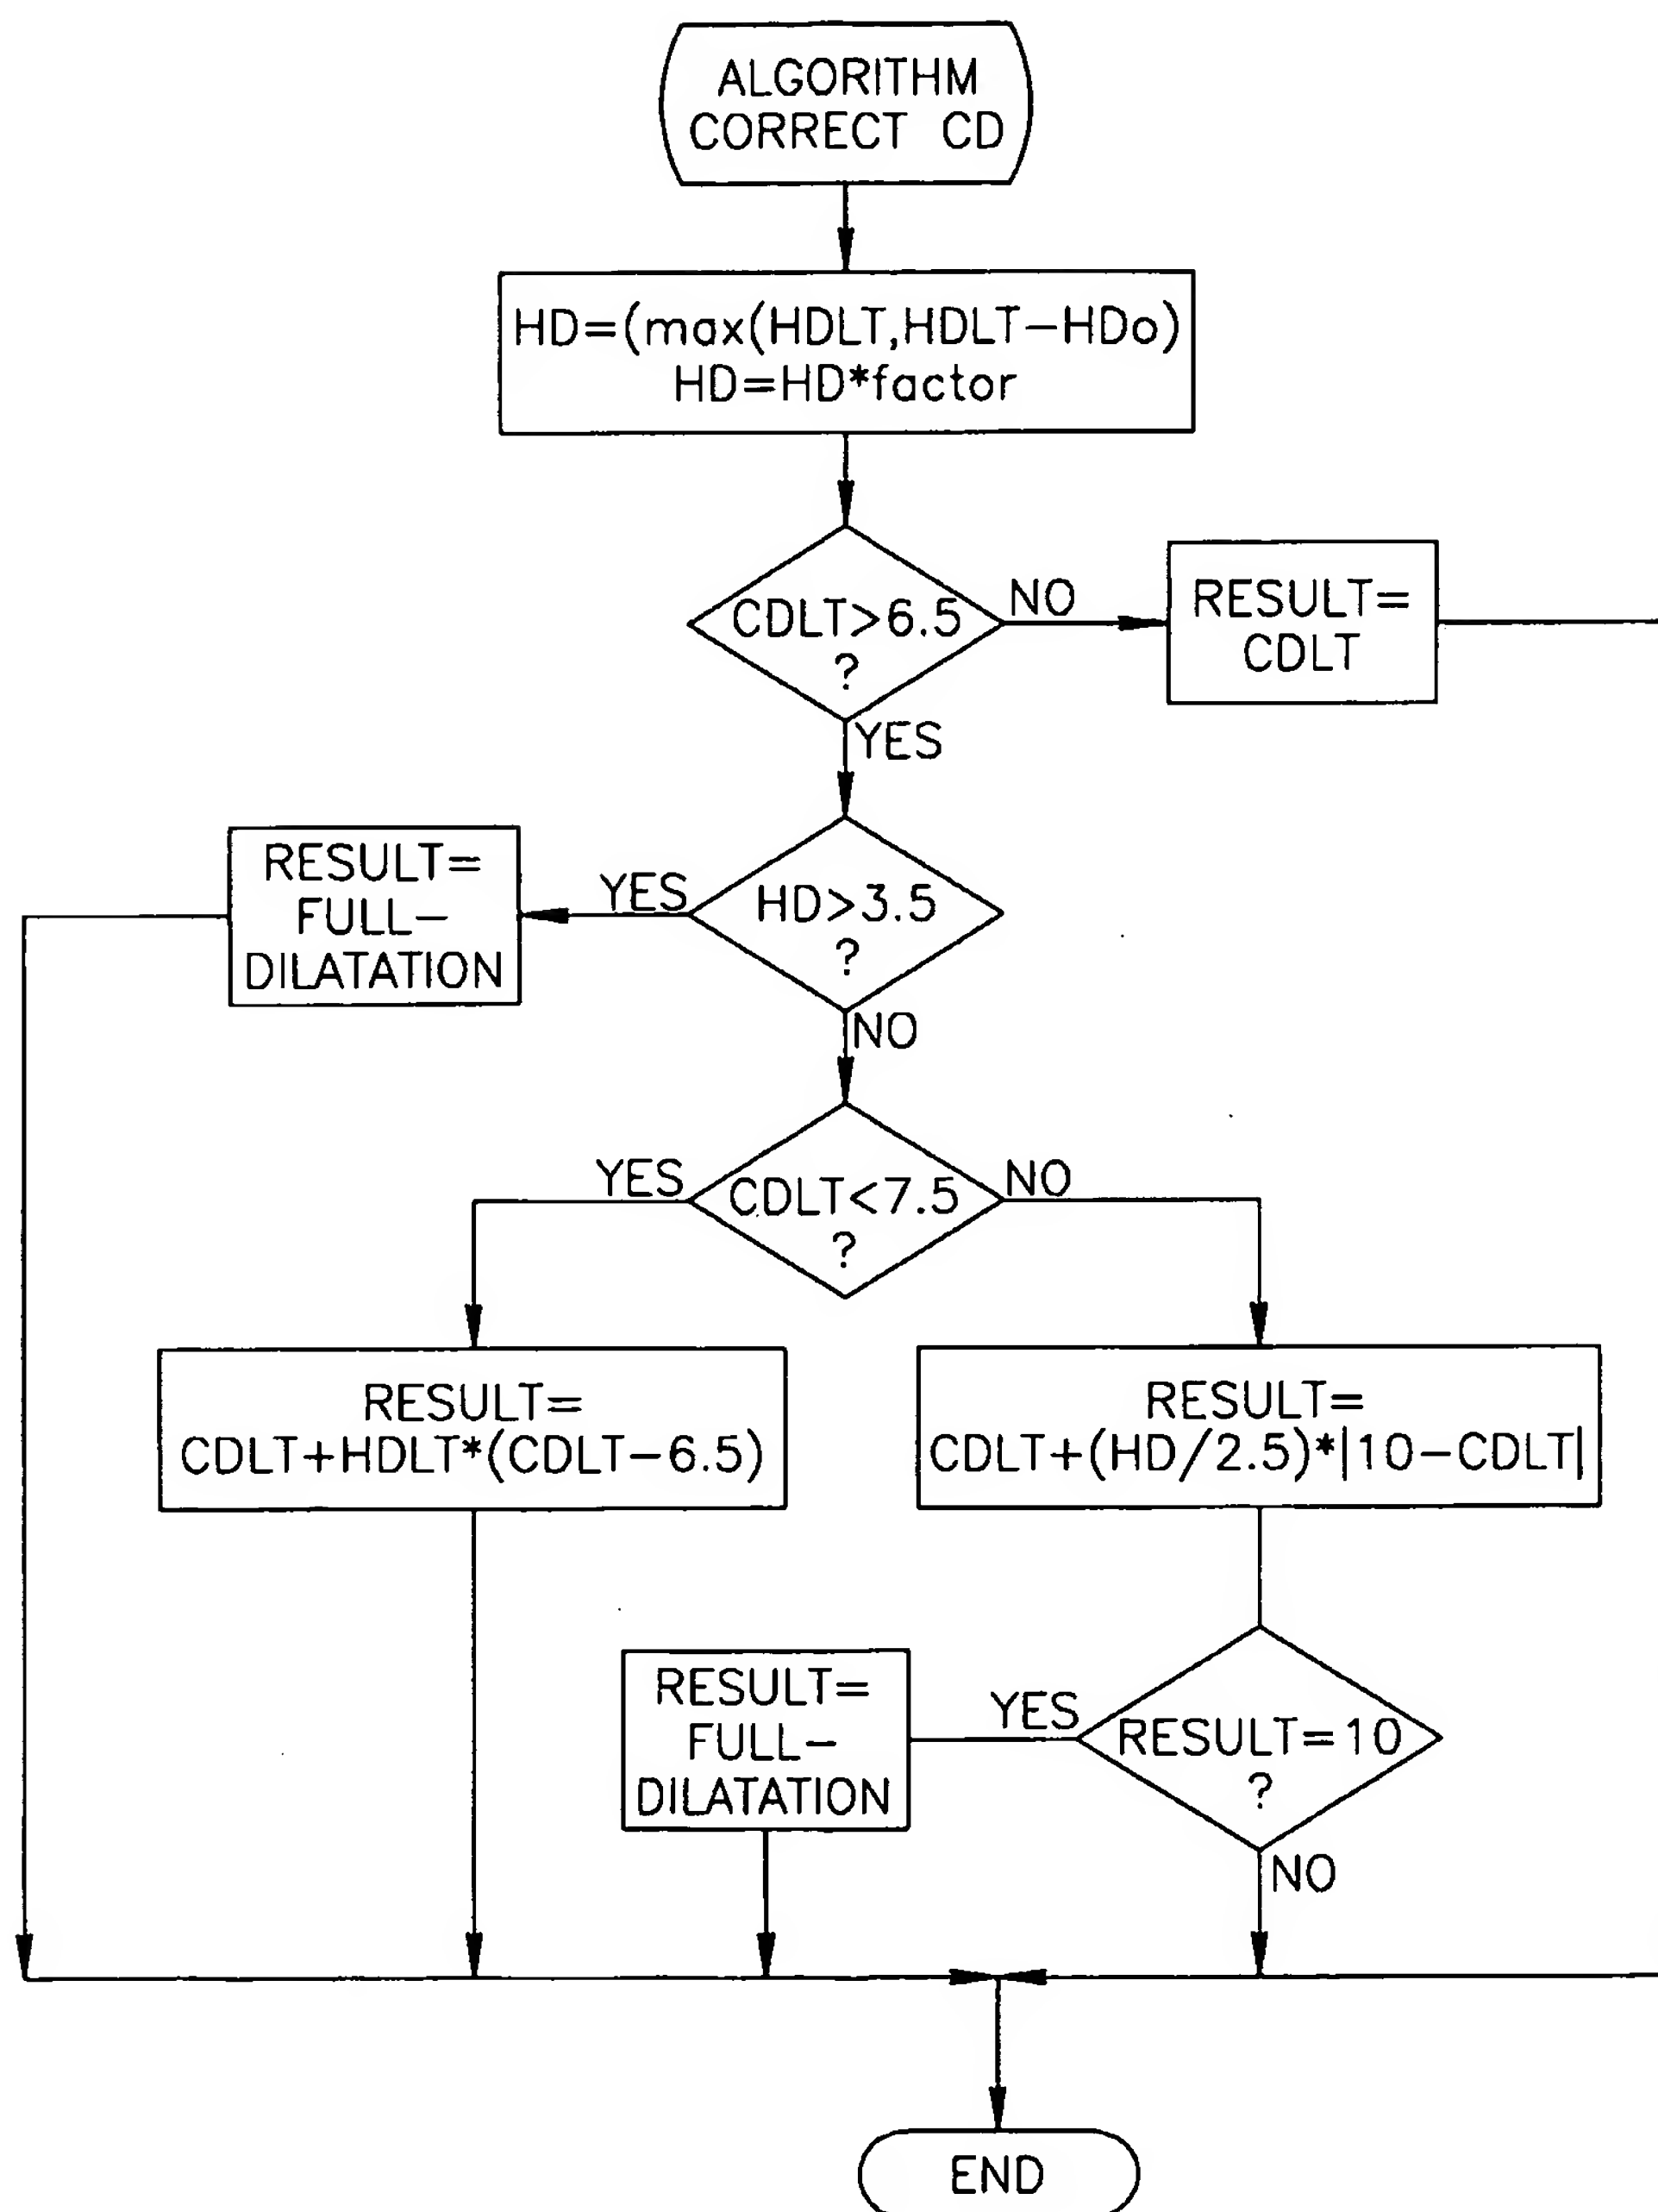 ALGORITHM
CORRECT CD
HD=(max(HDLT,HDLT-HDo)
HD=HD*factor
CDLT>6.5
?
NO
RESULT=
CDLT
YES
HD>3.5
?
YES
RESULT=
FULL-
DILATATION
NO
CDLT<7.5
?
YES
NO
RESULT=
CDLT+HDLT*(CDLT-6.5)
RESULT=
CDLT+(HD/2.5)*|10-CDLT|
RESULT=10
?
YES
RESULT=
FULL-
DILATATION
NO
END